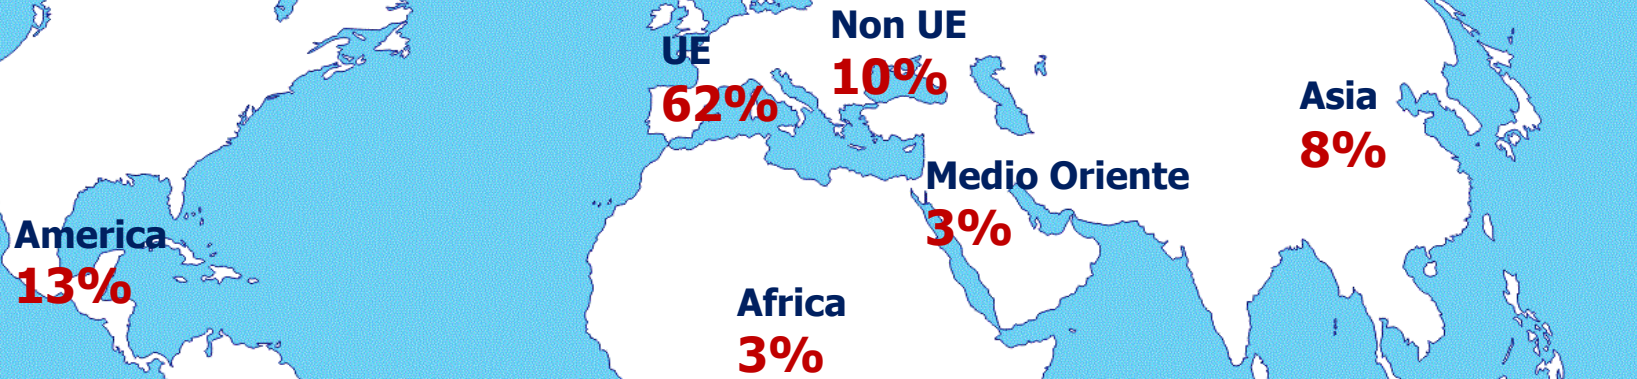 Non UE
10%
UE
62%
Asia
8%
Medio Oriente
3%
America
13%
Africa
3%